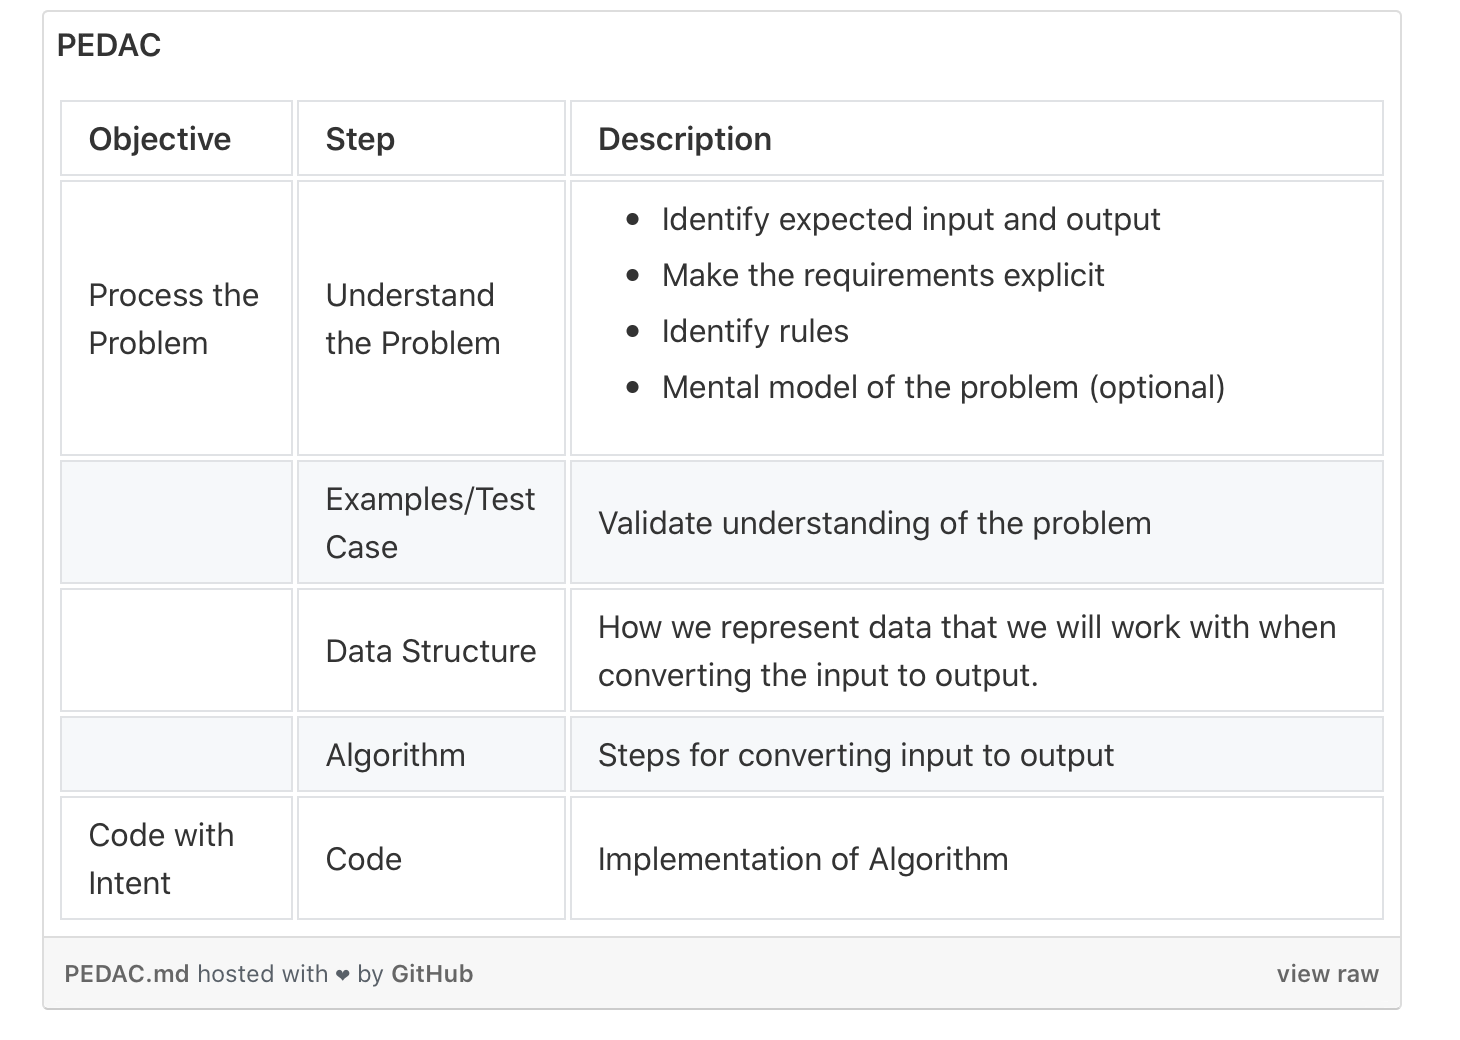 PEDAC
Objective
Step
Description
Process the
Problem
Understand
the Problem
• Identify expected input and output
• Make the requirements explicit
• Identify rules
• Mental model of the problem (optional)
Examples/Test
Case
Validate understanding of the problem
Data Structure
How we represent data that we will work with when
converting the input to output.
Algorithm
Steps for converting input to output
Code with
Intent
Code
Implementation of Algorithm
PEDAC.md hosted with ❤ by GitHub
view raw